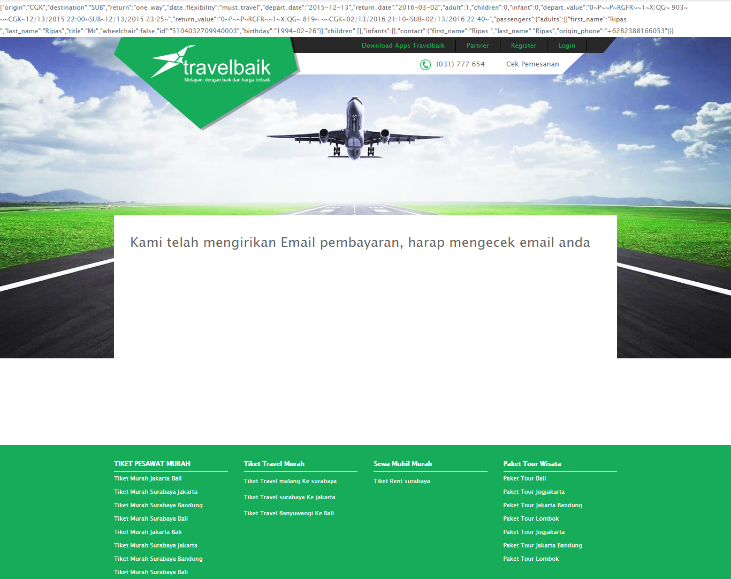 {"origin":"CGK","destination":"SUB","return":"one_way","date_flexibility":"must_travel","depart_date":"2015-12-13","return_date":"2016-03-02","adult":1,"children":0,"infant":0,"depart_value":"0~P~~P~RGFR~~1~X|QG~ 903~
~~CGK~12/13/2015 22:00~SUB~12/13/2015 23:25~","return_value":"0~P~~P~RGFR~~1~X|QG~ 819~ ~~CGK~02/13/2016 21:10~SUB~02/13/2016 22:40~","passengers":{"adults":[{"first_name":"Ripas
","last_name":"Ripas","title":"Mr","wheelchair":false,"id":"5104032709940003","birthday":"1994-02-26"}],"children":[],"infants":[],"contact":{"first_name":"Ripas ","last_name":"Ripas","origin_phone":"+6282388166053"}}}
Download Apps Travelbaik Partner Register Login
travelbaik
Melayani dengan baik dan harga terbaik
(031) 777 654 Cek Pemesanan
Kami telah mengirikan Email pembayaran, harap mengecek email anda
TIKET PESAWAT MURAH
Tiket Murah Jakarta Bali
Tiket Murah Surabaya Jakarta
Tiket Murah Surabaya Bandung
Tiket Murah Surabaya Bali
Tiket Murah Jakarta Bali
Tiket Murah Surabaya Jakarta
Tiket Murah Surabaya Bandung
Tiket Murah Surabaya Bali
Tiket Travel Murah
Tiket Travel malang Ke surabaya
Tiket Travel surabaya Ke jakarta
Tiket Travel Banyuwangi Ke Bali
Sewa Mobil Murah
Tiket Rent surabaya
Paket Tour Wisata
Paket Tour Bali
Paket Tour Jogjakarta
Paket Tour Jakarta Bandung
Paket Tour Lombok
Paket Tour Jogjakarta
Paket Tour Jakarta Bandung
Paket Tour Lombok